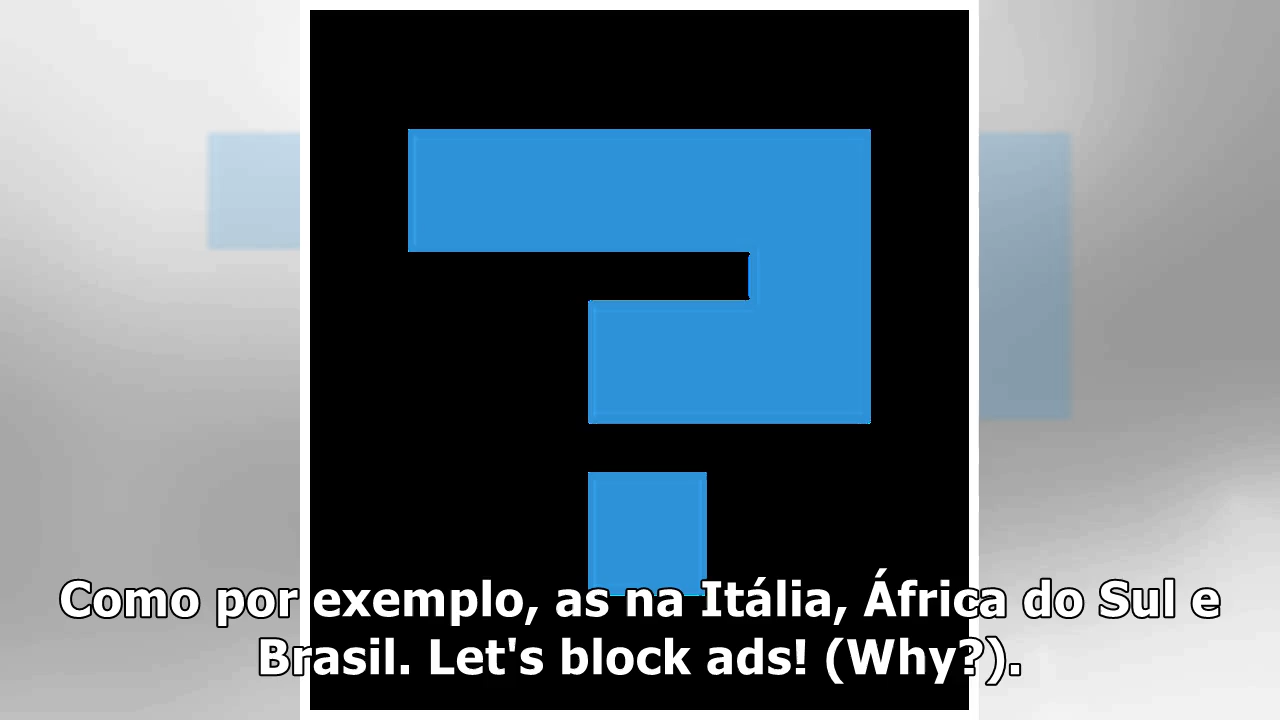 Como por exemplo, as na Itália, África do Sul e
Brasil. Let's block ads! (Why?).